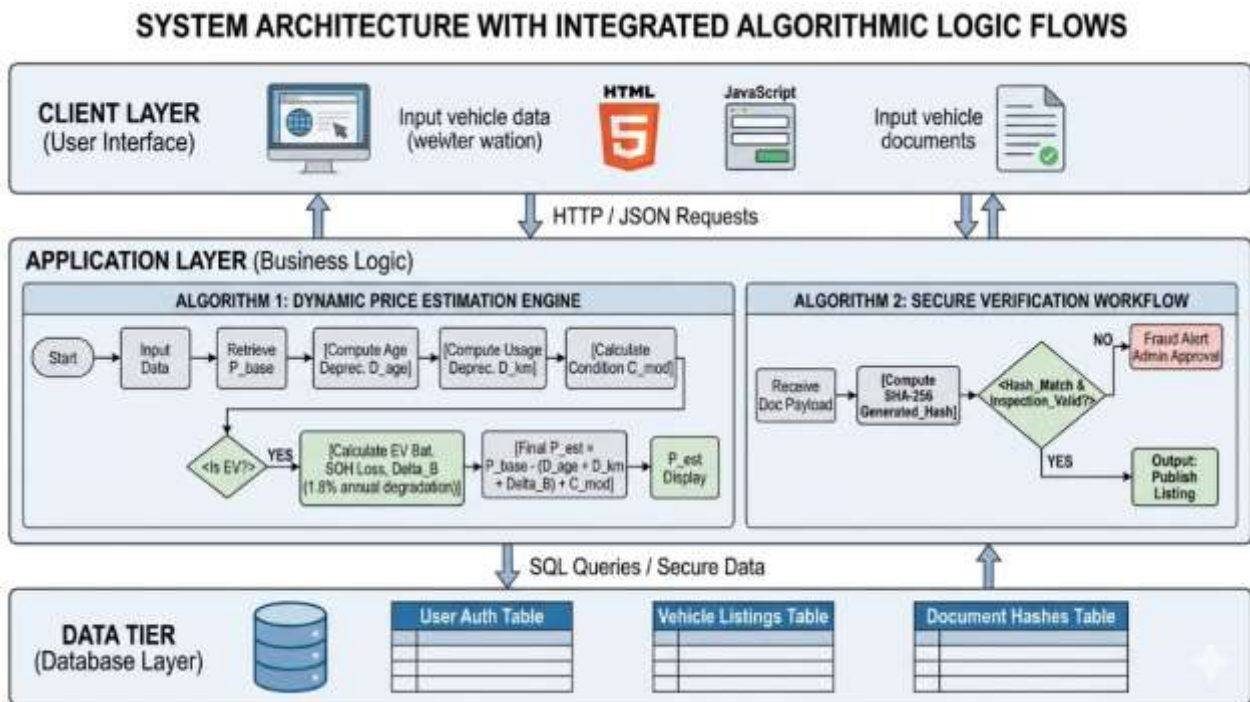 SYSTEM ARCHITECTURE WITH INTEGRATED ALGORITHMIC LOGIC FLOWS
CLIENT LAYER
(User Interface)
Input vehicle data
(wew/ter wation)
HTML
5
JavaScript
Input vehicle
documents
HTTP / JSON Requests
APPLICATION LAYER (Business Logic)
ALGORITHM 1: DYNAMIC PRICE ESTIMATION ENGINE
Start
Input
Data
Retrieve
P_base
[Compute Age
Deprec. D_age]
[Compute Usage
Deprec. D_km]
[Calculate
Condition C_mod]
<Is EV?>
YES
[Calculate EV Bat.
SOH Loss, Delta_B
(1.8% annual degradation)]
[Final P_est =
P_base - (D_age + D_km
+ Delta_B) + C_mod]
P_est
Display
ALGORITHM 2: SECURE VERIFICATION WORKFLOW
Receive
Doc Payload
[Compute
SHA-256
Generated_Hash]
<Hash_Match &
Inspection_Valid?>
NO
Fraud Alert
Admin Approval
YES
Output:
Publish
Listing
SQL Queries / Secure Data
DATA TIER
(Database Layer)
User Auth Table
Vehicle Listings Table
Document Hashes Table